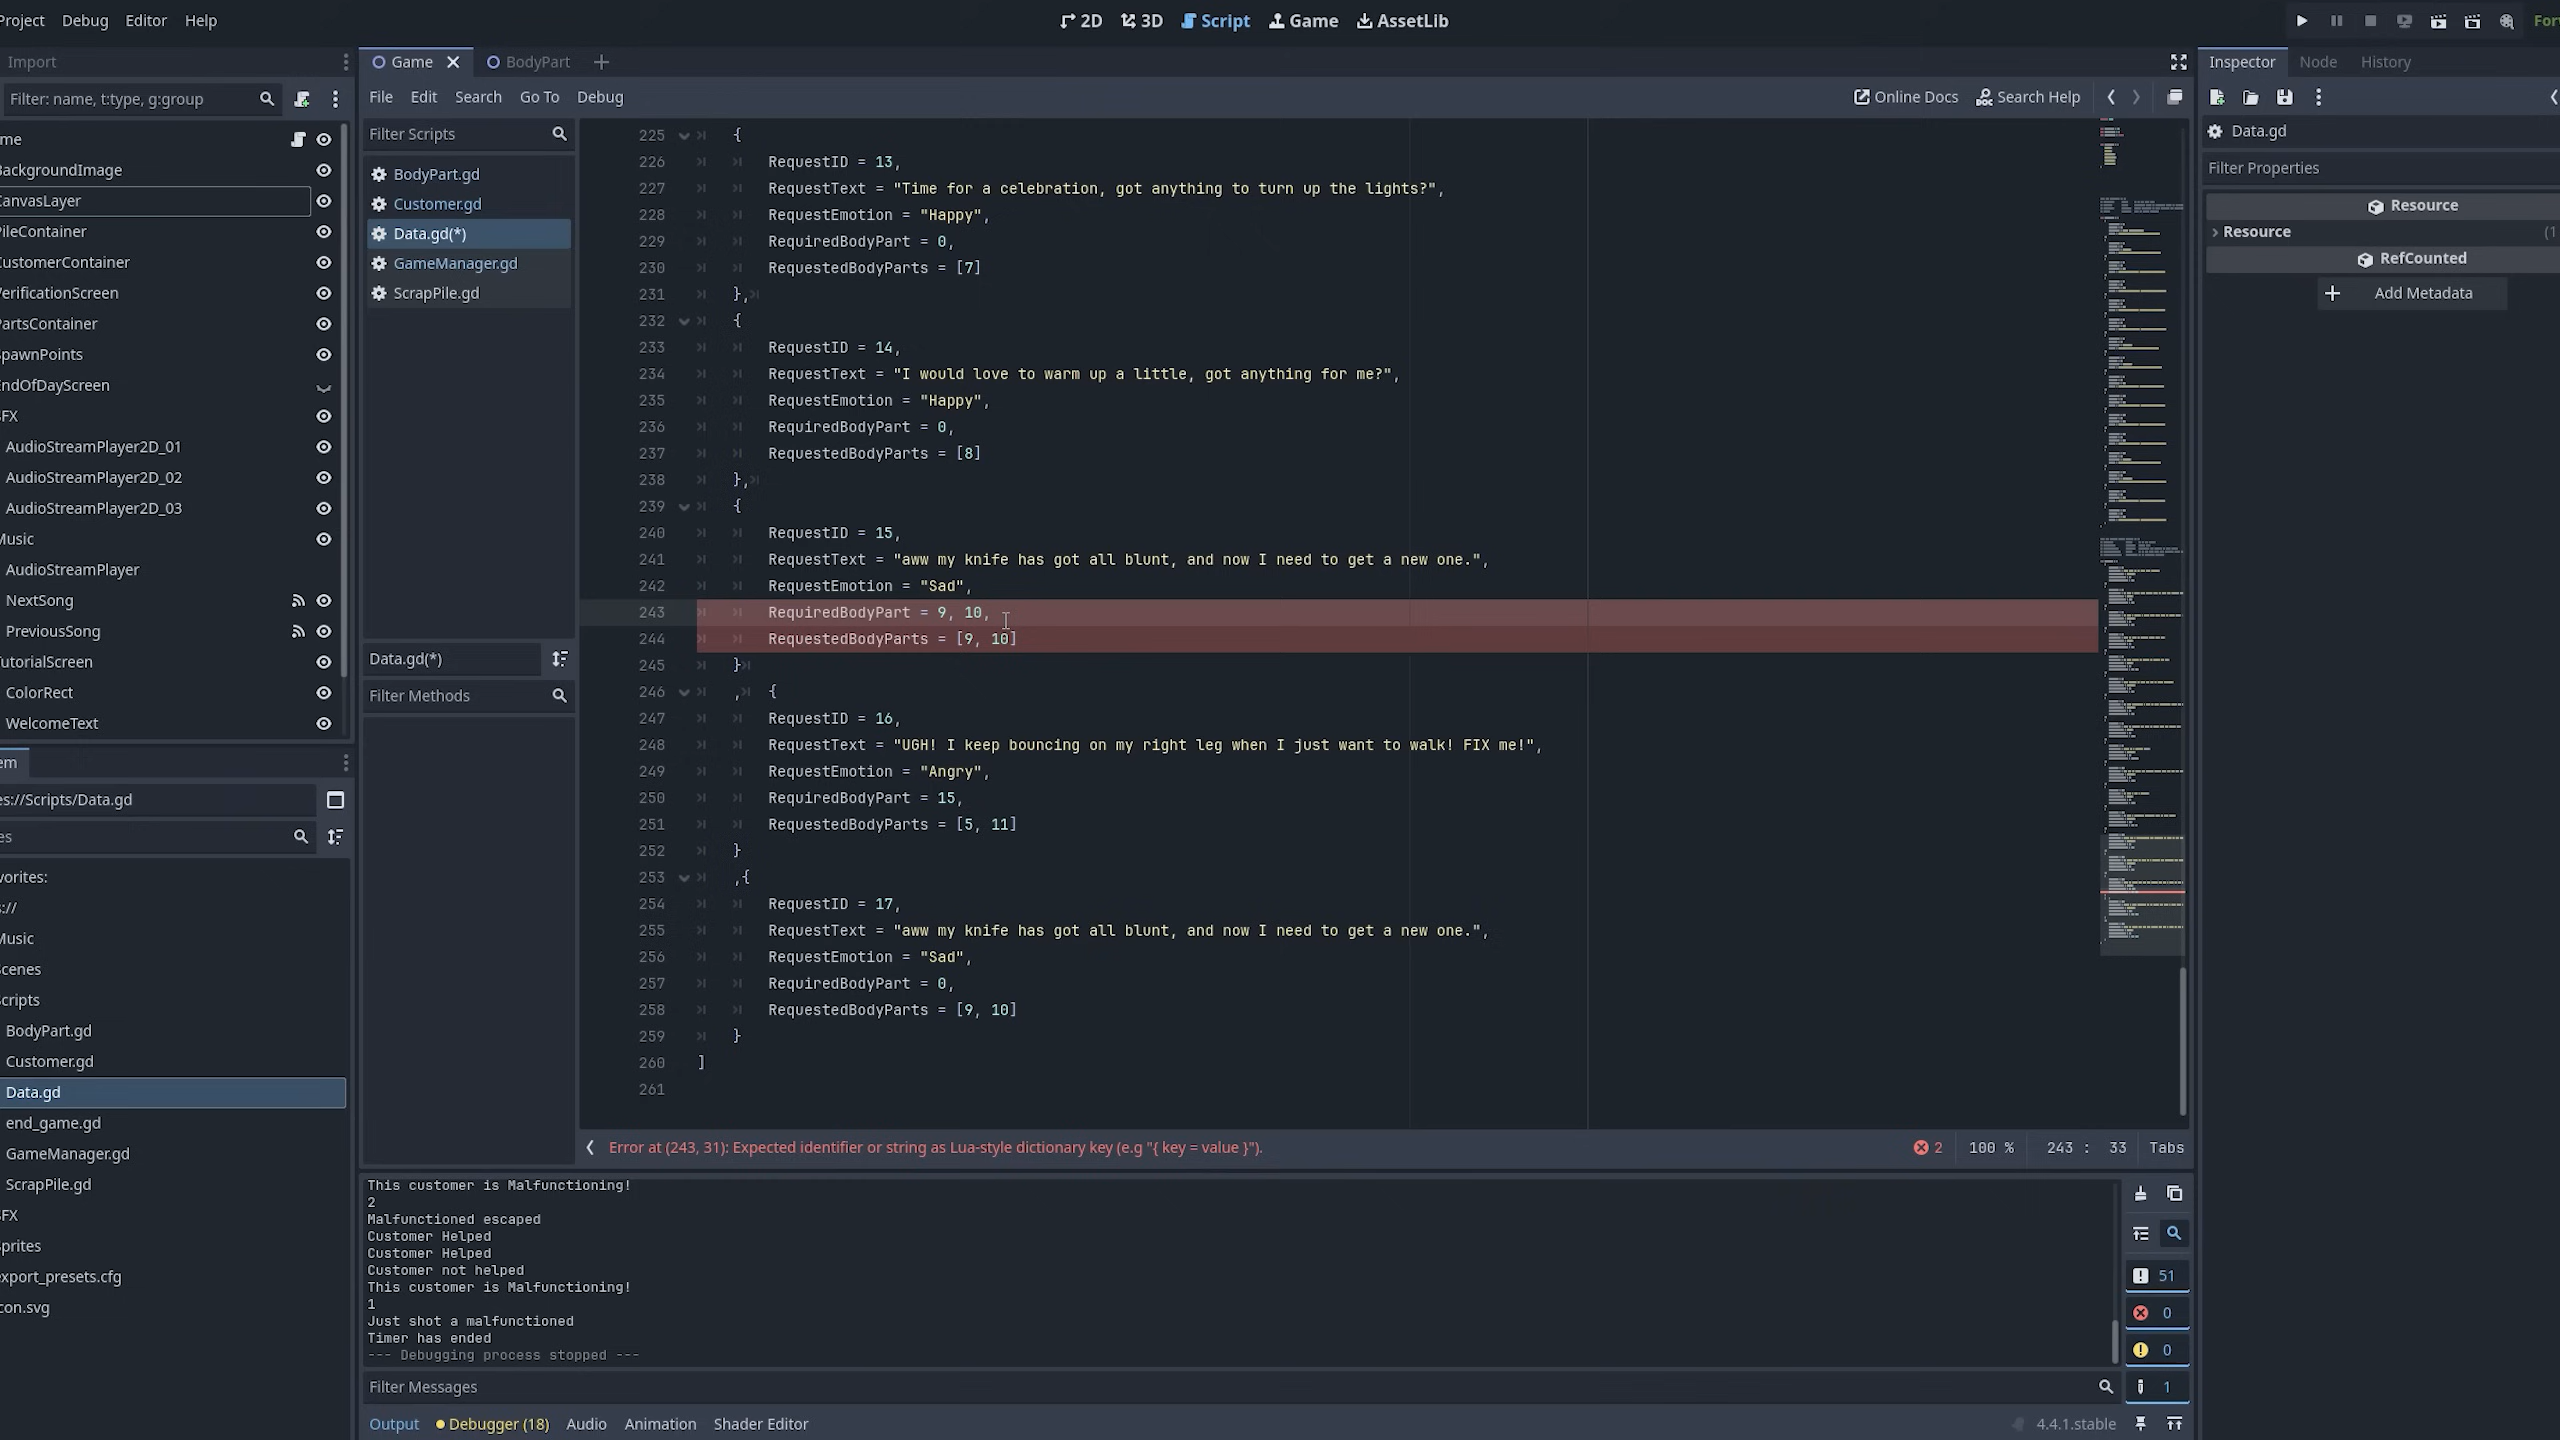 Project Debug Editor Help
2D 3D Script Game AssetLib
Import
Game BodyPart
Inspector Node History
Filter: name, t:type, g:group
File Edit Search Go To Debug
Online Docs Search Help
Data.gd
Filter Scripts
Filter Properties
BodyPart.gd
Customer.gd
Data.gd(*)
GameManager.gd
ScrapPile.gd
Resource
Resource
RefCounted
Add Metadata
me
BackgroundImage
CanvasLayer
PileContainer
CustomerContainer
VerificationScreen
PartsContainer
SpawnPoints
EndOfDayScreen
FX
AudioStreamPlayer2D_01
AudioStreamPlayer2D_02
AudioStreamPlayer2D_03
Music
AudioStreamPlayer
NextSong
PreviousSong
TutorialScreen
ColorRect
WelcomeText
Data.gd(*)
Filter Methods
225 {
226 RequestID = 13,
227 RequestText = "Time for a celebration, got anything to turn up the lights?",
228 RequestEmotion = "Happy",
229 RequiredBodyPart = 0,
230 RequestedBodyParts = [7]
231 },
232 {
233 RequestID = 14,
234 RequestText = "I would love to warm up a little, got anything for me?",
235 RequestEmotion = "Happy",
236 RequiredBodyPart = 0,
237 RequestedBodyParts = [8]
238 },
239 {
240 RequestID = 15,
241 RequestText = "aww my knife has got all blunt, and now I need to get a new one.",
242 RequestEmotion = "Sad",
243 RequiredBodyPart = 9, 10,
244 RequestedBodyParts = [9, 10]
245 }
246 , {
247 RequestID = 16,
248 RequestText = "UGH! I keep bouncing on my right leg when I just want to walk! FIX me!",
249 RequestEmotion = "Angry",
250 RequiredBodyPart = 15,
251 RequestedBodyParts = [5, 11]
252 }
253 ,{
254 RequestID = 17,
255 RequestText = "aww my knife has got all blunt, and now I need to get a new one.",
256 RequestEmotion = "Sad",
257 RequiredBodyPart = 0,
258 RequestedBodyParts = [9, 10]
259 }
260 ]
261
Error at (243, 31): Expected identifier or string as Lua-style dictionary key (e.g "{ key = value }").
2 100 % 243 : 33 Tabs
em
es://Scripts/Data.gd
es
vorites:
s://
Music
Scenes
Scripts
BodyPart.gd
Customer.gd
Data.gd
end_game.gd
GameManager.gd
ScrapPile.gd
FX
Sprites
export_presets.cfg
con.svg
This customer is Malfunctioning!
2
Malfunctioned escaped
Customer Helped
Customer Helped
Customer not helped
This customer is Malfunctioning!
1
Just shot a malfunctioned
Timer has ended
--- Debugging process stopped ---
51
0
0
1
Filter Messages
Output Debugger (18) Audio Animation Shader Editor
4.4.1.stable